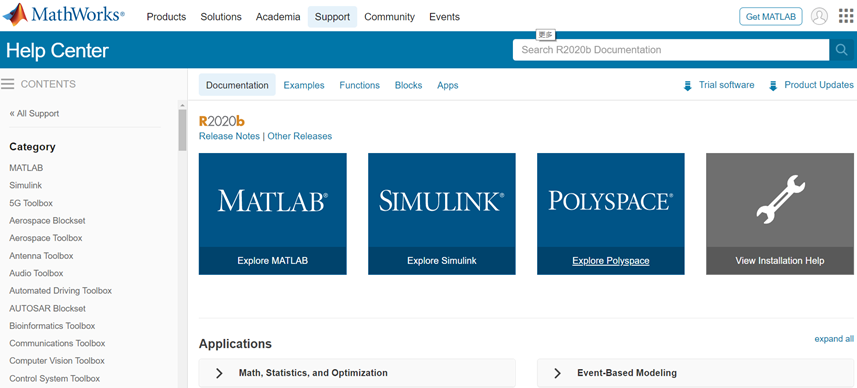 MathWorks®
Products Solutions Academia Support Community Events Get MATLAB
更多
Help Center
Search R2020b Documentation
CONTENTS
Documentation Examples Functions Blocks Apps
Trial software Product Updates
« All Support
Category
MATLAB
Simulink
5G Toolbox
Aerospace Blockset
Aerospace Toolbox
Antenna Toolbox
Audio Toolbox
Automated Driving Toolbox
AUTOSAR Blockset
Bioinformatics Toolbox
Communications Toolbox
Computer Vision Toolbox
Control System Toolbox
R2020b
Release Notes | Other Releases
MATLAB®
Explore MATLAB
SIMULINK®
Explore Simulink
POLYSPACE®
Explore Polyspace
View Installation Help
Applications
expand all
Math, Statistics, and Optimization
Event-Based Modeling